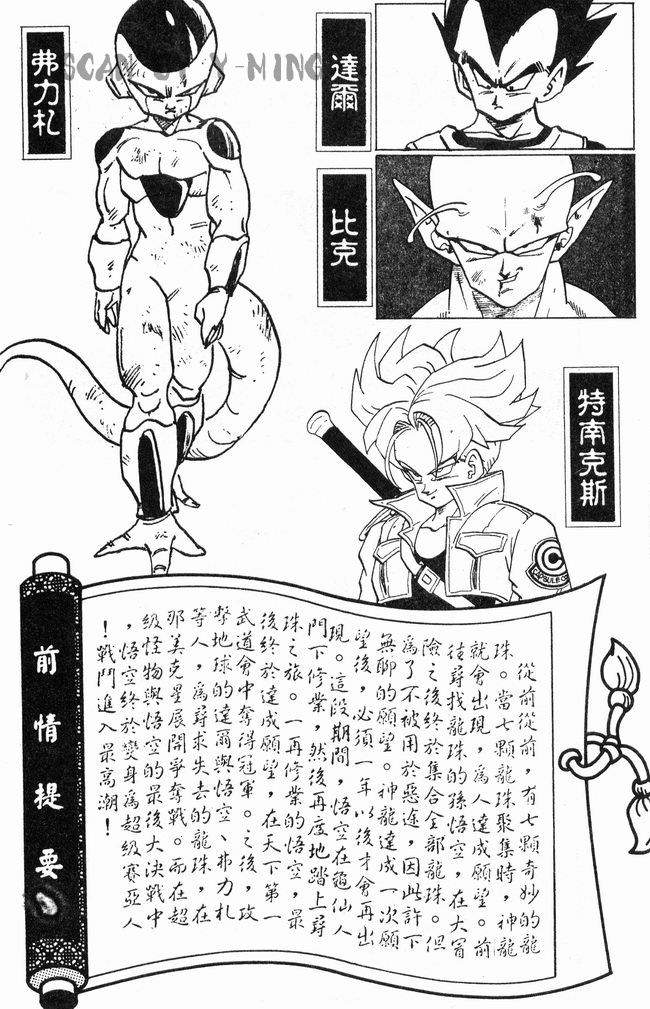 達爾
弗力札
SCAN BY Y-MING
比克
特南克斯
CAPSULE CO
前情提要
從前從前，有七顆奇妙的龍
珠。當七顆龍珠聚集時，神龍
就會出現，爲人達成願望。前
往尋找龍珠的孫悟空，在大冒
險之後終於集合全部龍珠。但
爲了不被用於惡途，因此許下
無聊的願望。神龍達成一次願
望後，必須一年以後才會再出
現。這段期間，悟空在龜仙人
門下修業，然後再度地踏上尋
珠之旅。一再修業的悟空，最
後終於達成願望，在天下第一
武道會中奪得冠軍。之後，攻
擊地球的達爾與悟空、弗力札
等人，爲尋求失去的龍珠，在
那美克星展開爭奪戰。而在超
級怪物與悟空的最後大決戰中
，悟空終於變身爲超級賽亞人
！戰鬥進入最高潮！